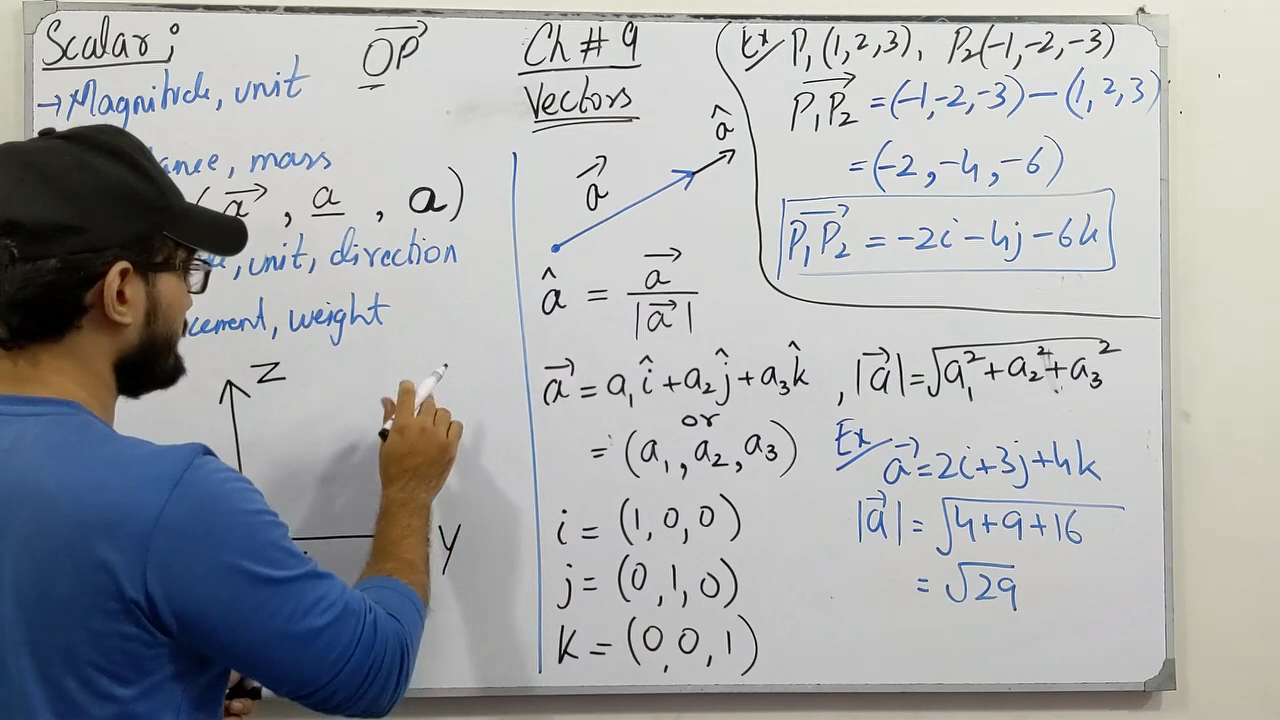 Scalar ;
→ Magnitude, unit
mass
(a⃗ , a , a)
, unit, direction
, weight
OP⃗
Z
Y
Ch # 9
Vectors
a⃗
â
â = a⃗ / |a⃗|
a⃗ = a₁î + a₂ĵ + a₃k̂ , |a⃗| = √a₁² + a₂² + a₃²
or
= (a₁, a₂, a₃)
i = (1, 0, 0)
j = (0, 1, 0)
k = (0, 0, 1)
Ex P₁(1, 2, 3), P₂(-1, -2, -3)
P₁P₂⃗ = (-1, -2, -3) - (1, 2, 3)
= (-2, -4, -6)
P₁P₂⃗ = -2i - 4j - 6k
Ex a⃗ = 2i + 3j + 4k
|a⃗| = √4 + 9 + 16
= √29